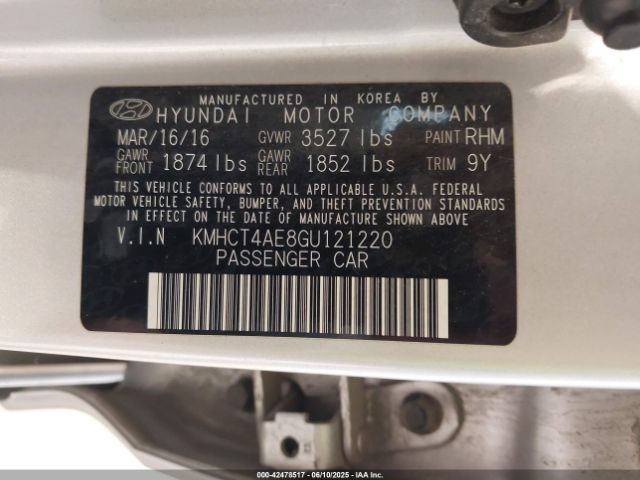 MANUFACTURED IN KOREA BY
HYUNDAI MOTOR COMPANY
MAR/16/16 GVWR 3527 lbs PAINT RHM
GAWR FRONT 1874 lbs GAWR REAR 1852 lbs TRIM 9Y
THIS VEHICLE CONFORMS TO ALL APPLICABLE U.S.A. FEDERAL
MOTOR VEHICLE SAFETY, BUMPER, AND THEFT PREVENTION STANDARDS
IN EFFECT ON THE DATE OF MANUFACTURE SHOWN ABOVE
V.I.N KMHCT4AE8GU121220
PASSENGER CAR
000-42478517 - 06/10/2025 - IAA Inc.